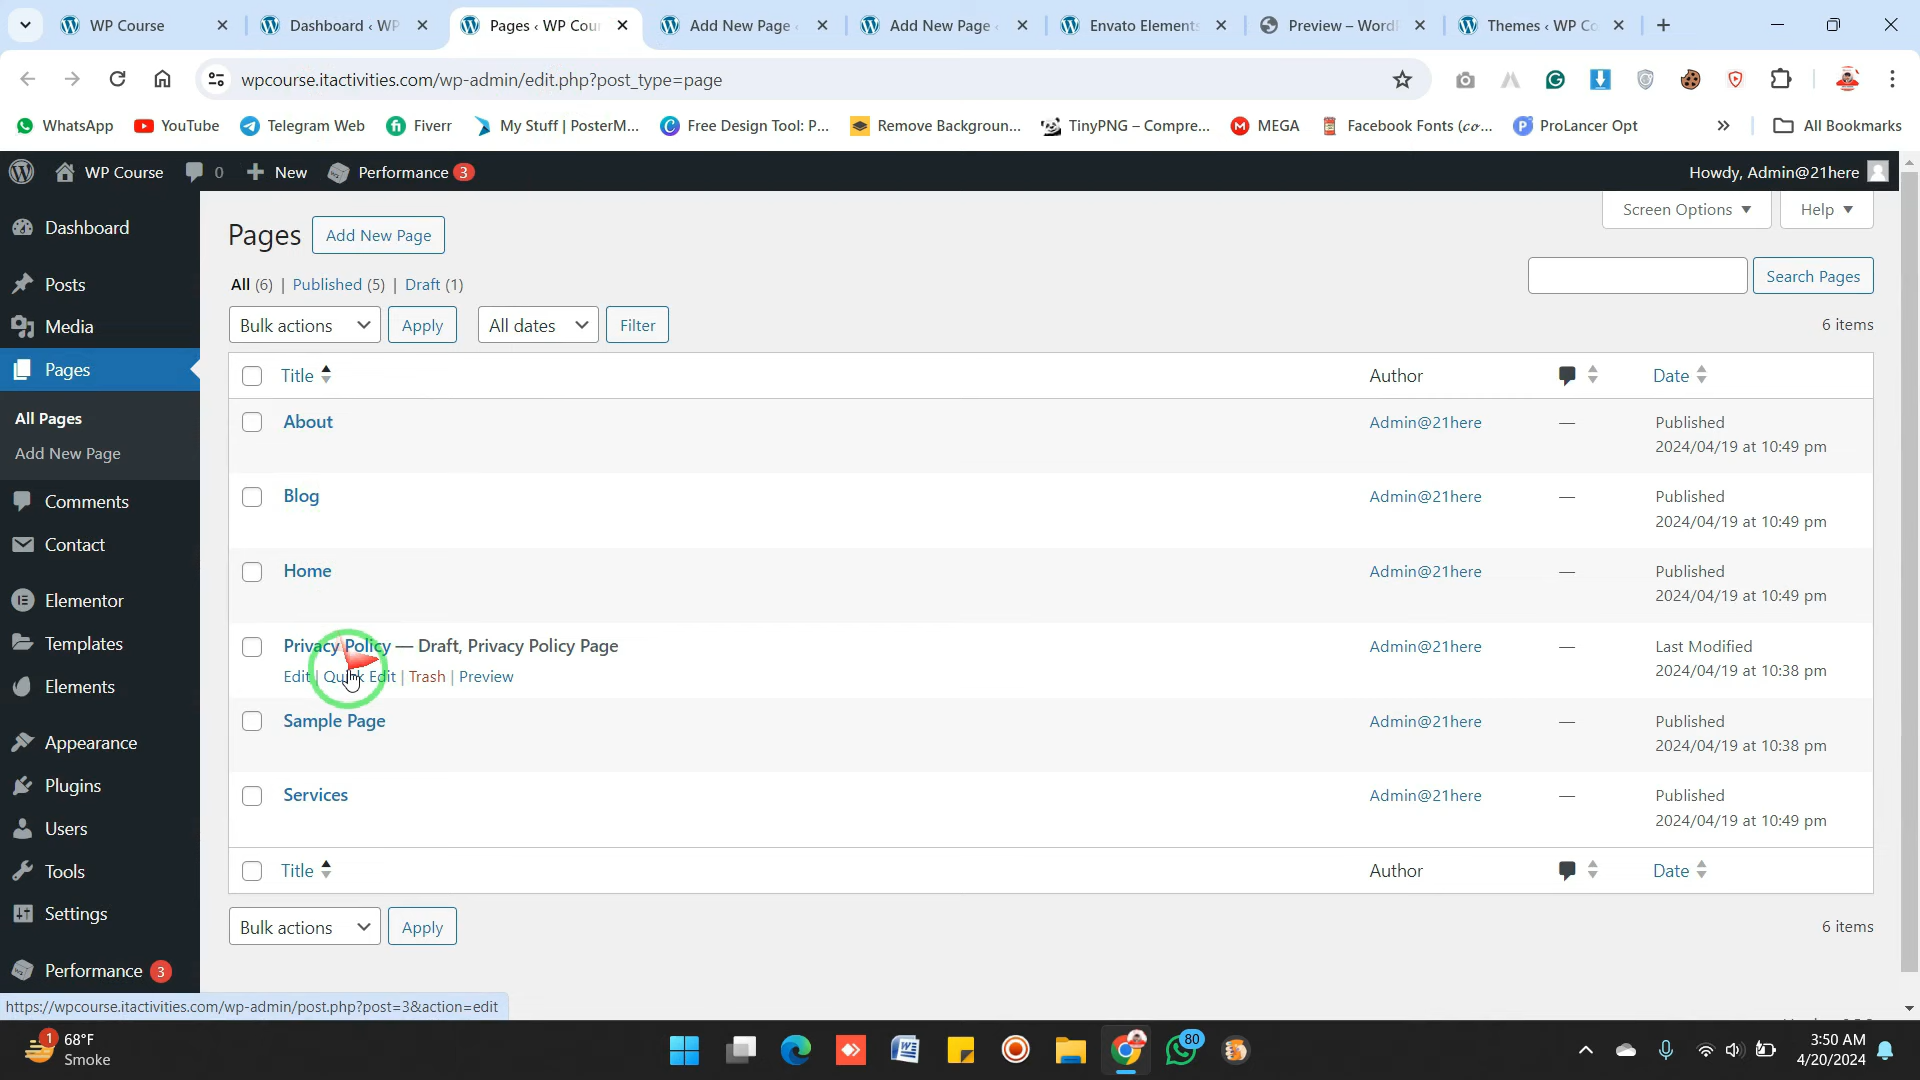 WP Course
Dashboard ‹ WP
Pages ‹ WP Cour
Add New Page ‹
Add New Page ‹
Envato Elements
Preview – Word
Themes ‹ WP Co
wpcourse.itactivities.com/wp-admin/edit.php?post_type=page
WhatsApp
YouTube
Telegram Web
Fiverr
My Stuff | PosterM...
Free Design Tool: P...
Remove Backgroun...
TinyPNG – Compre...
MEGA
Facebook Fonts (co...
ProLancer Opt
All Bookmarks
WP Course 0 New Performance 3
Howdy, Admin@21here
Dashboard
Posts
Media
Pages
All Pages
Add New Page
Comments
Contact
Elementor
Templates
Elements
Appearance
Plugins
Users
Tools
Settings
Performance 3
Screen Options
Help
Pages Add New Page
All (6) | Published (5) | Draft (1)
Search Pages
Bulk actions Apply All dates Filter
6 items
Title Author Date
About Admin@21here — Published
2024/04/19 at 10:49 pm
Blog Admin@21here — Published
2024/04/19 at 10:49 pm
Home Admin@21here — Published
2024/04/19 at 10:49 pm
Privacy Policy — Draft, Privacy Policy Page Admin@21here — Last Modified
Edit | Quick Edit | Trash | Preview 2024/04/19 at 10:38 pm
Sample Page Admin@21here — Published
2024/04/19 at 10:38 pm
Services Admin@21here — Published
2024/04/19 at 10:49 pm
Title Author Date
Bulk actions Apply
6 items
https://wpcourse.itactivities.com/wp-admin/post.php?post=3&action=edit
1
68°F
Smoke
80
3:50 AM
4/20/2024